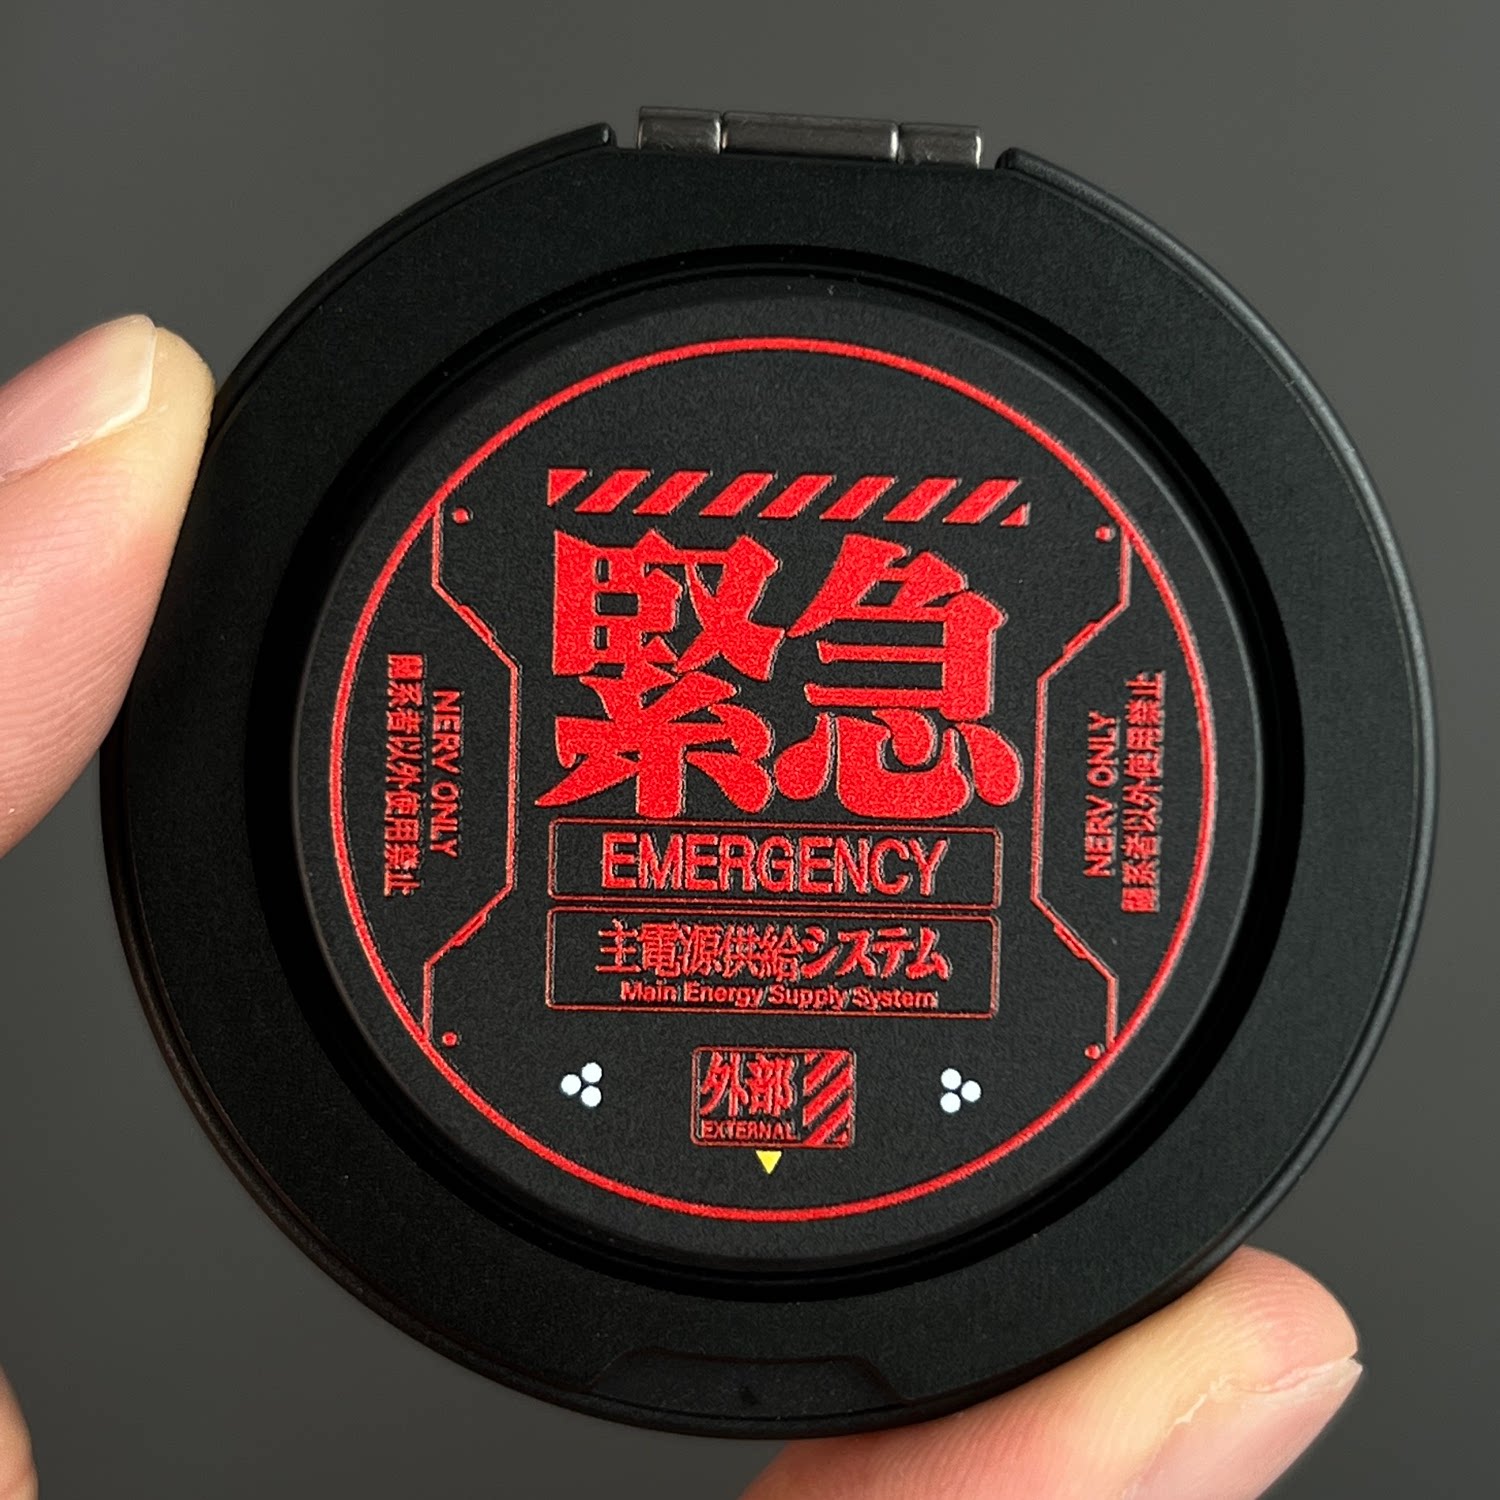 緊急
EMERGENCY
主電源供給システム
Main Energy Supply System
外部
EXTERNAL
NERV ONLY
関系者以外使用禁止
NERV ONLY
関系者以外使用禁止